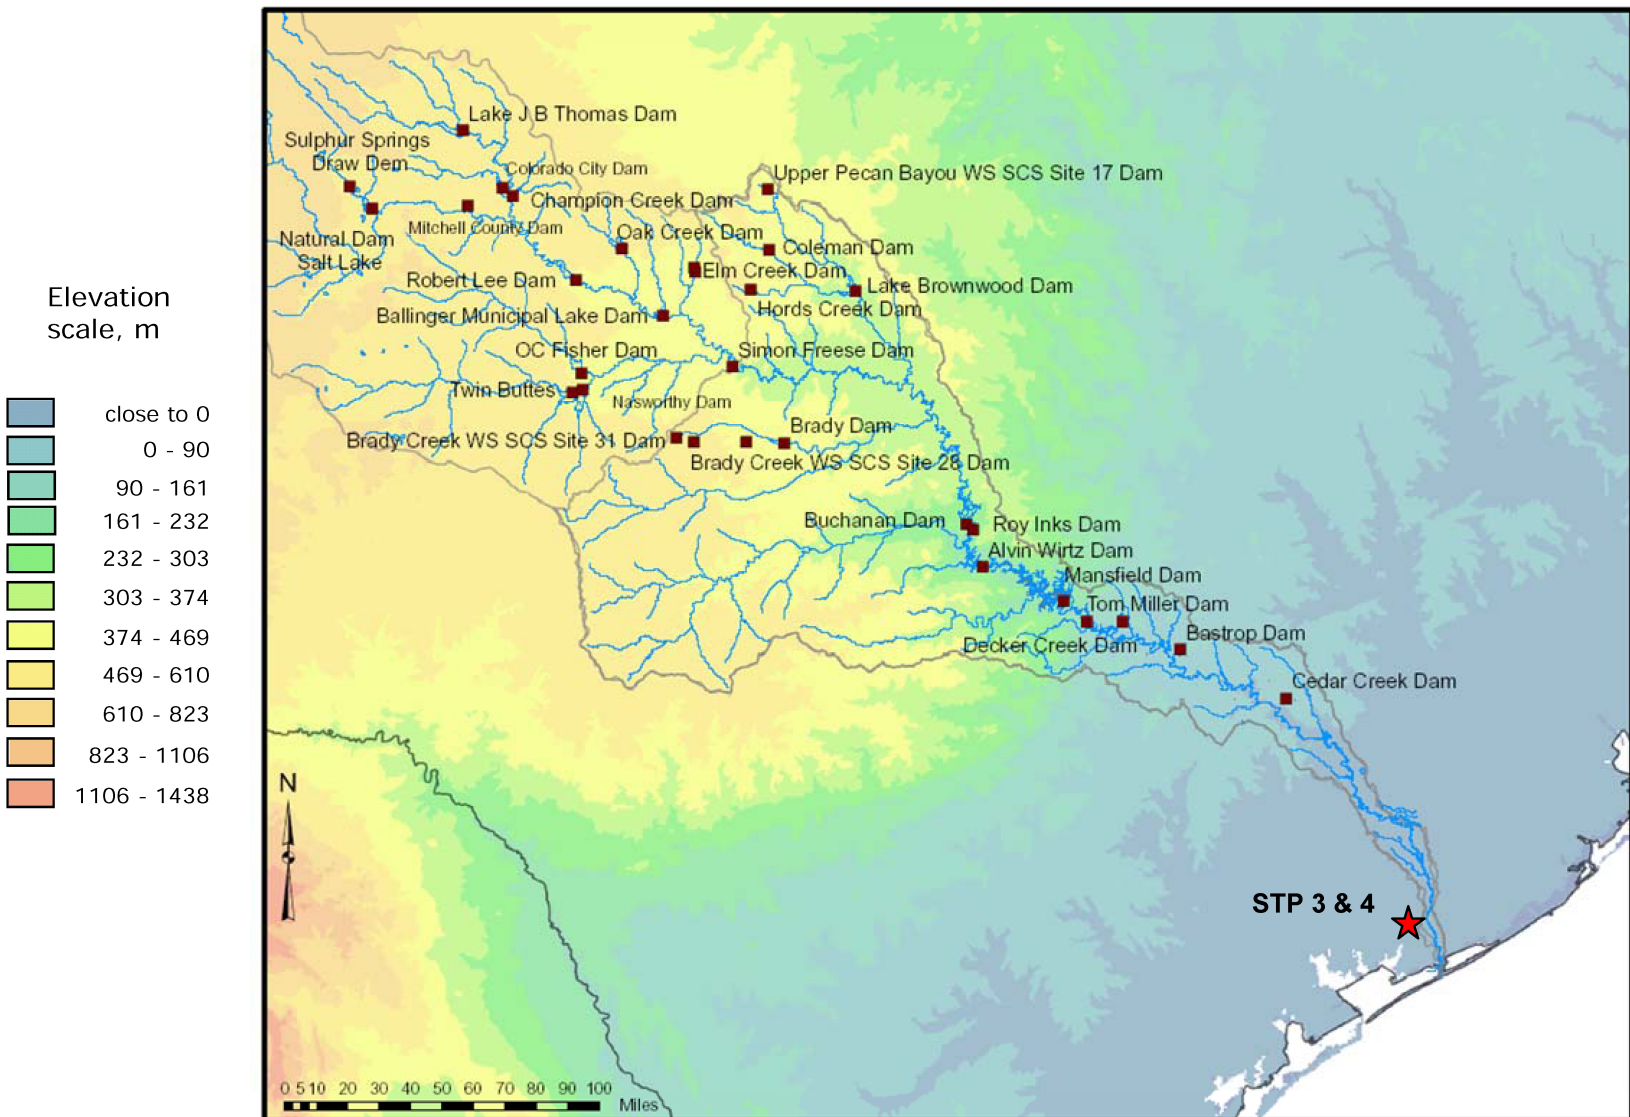 Lake J B Thomas Dam
Sulphur Springs
Draw Dem
Colorado City Dam
Upper Pecan Bayou WS SCS Site 17 Dam
Champion Creek Dam
Mitchell County Dam
Natural Dam
Salt Lake
Oak Creek Dam
Coleman Dam
Elm Creek Dam
Robert Lee Dam
Lake Brownwood Dam
Hords Creek Dam
Ballinger Municipal Lake Dam
OC Fisher Dam
Simon Freese Dam
Twin Buttes
Nasworthy Dam
Brady Dam
Brady Creek WS SCS Site 31 Dam
Brady Creek WS SCS Site 28 Dam
Buchanan Dam
Roy Inks Dam
Alvin Wirtz Dam
Mansfield Dam
Tom Miller Dam
Decker Creek Dam
Bastrop Dam
Cedar Creek Dam
STP 3 & 4
Elevation
scale, m
close to 0
0 - 90
90 - 161
161 - 232
232 - 303
303 - 374
374 - 469
469 - 610
610 - 823
823 - 1106
1106 - 1438
N
0 5 10 20 30 40 50 60 70 80 90 100
Miles